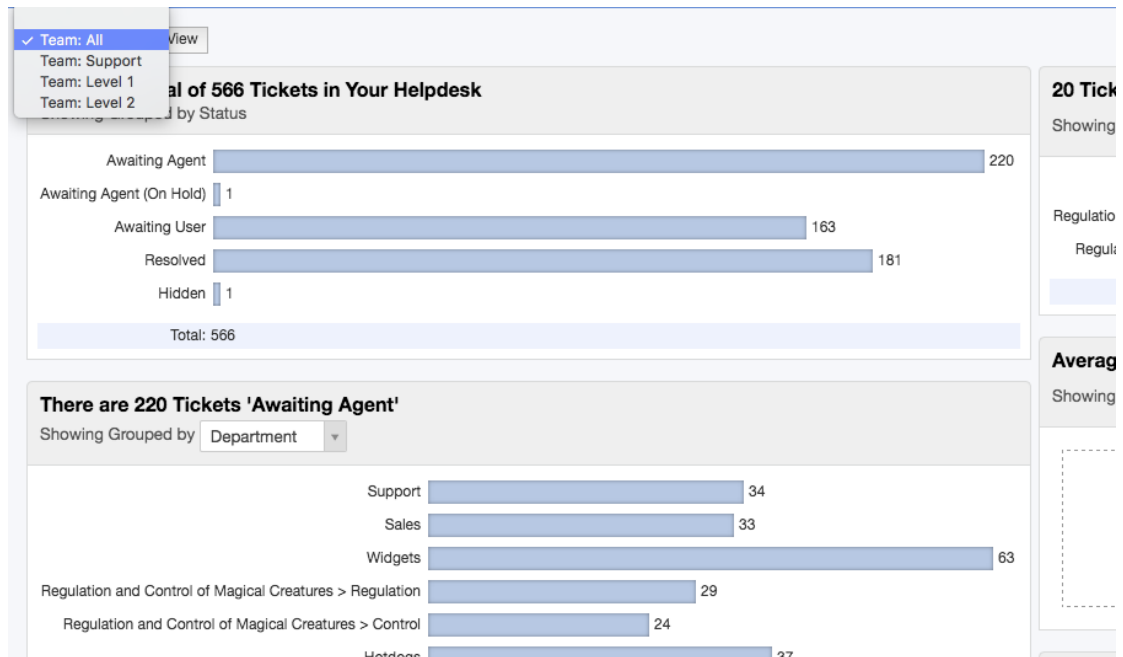 ✓ Team: All
View
Team: Support
Team: Level 1
Team: Level 2
al of 566 Tickets in Your Helpdesk
Showing Grouped by Status
Awaiting Agent 220
Awaiting Agent (On Hold) 1
Awaiting User 163
Resolved 181
Hidden 1
Total: 566
There are 220 Tickets 'Awaiting Agent'
Showing Grouped by Department
Support 34
Sales 33
Widgets 63
Regulation and Control of Magical Creatures > Regulation 29
Regulation and Control of Magical Creatures > Control 24
Hotdogs 37
20 Tick
Showing
Regulatio
Regula
Averag
Showing